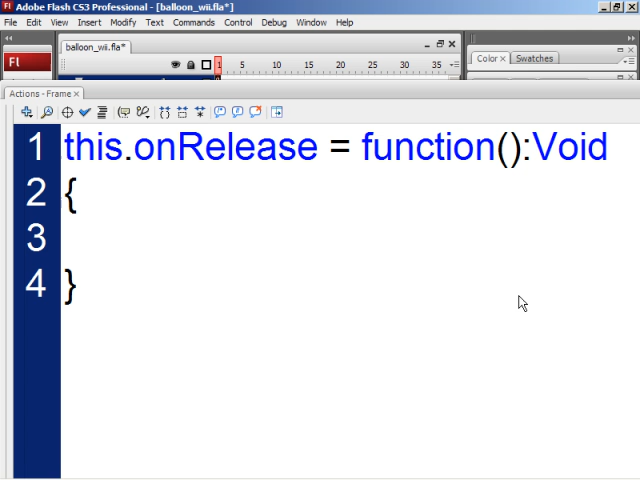 Adobe Flash CS3 Professional - [balloon_wii.fla*]
File Edit View Insert Modify Text Commands Control Debug Window Help
Fl
balloon_wii.fla*
1 5 10 15 20 25 30 35
Color × Swatches
Actions - Frame ×
1 this.onRelease = function():Void
2 {
3
4 }